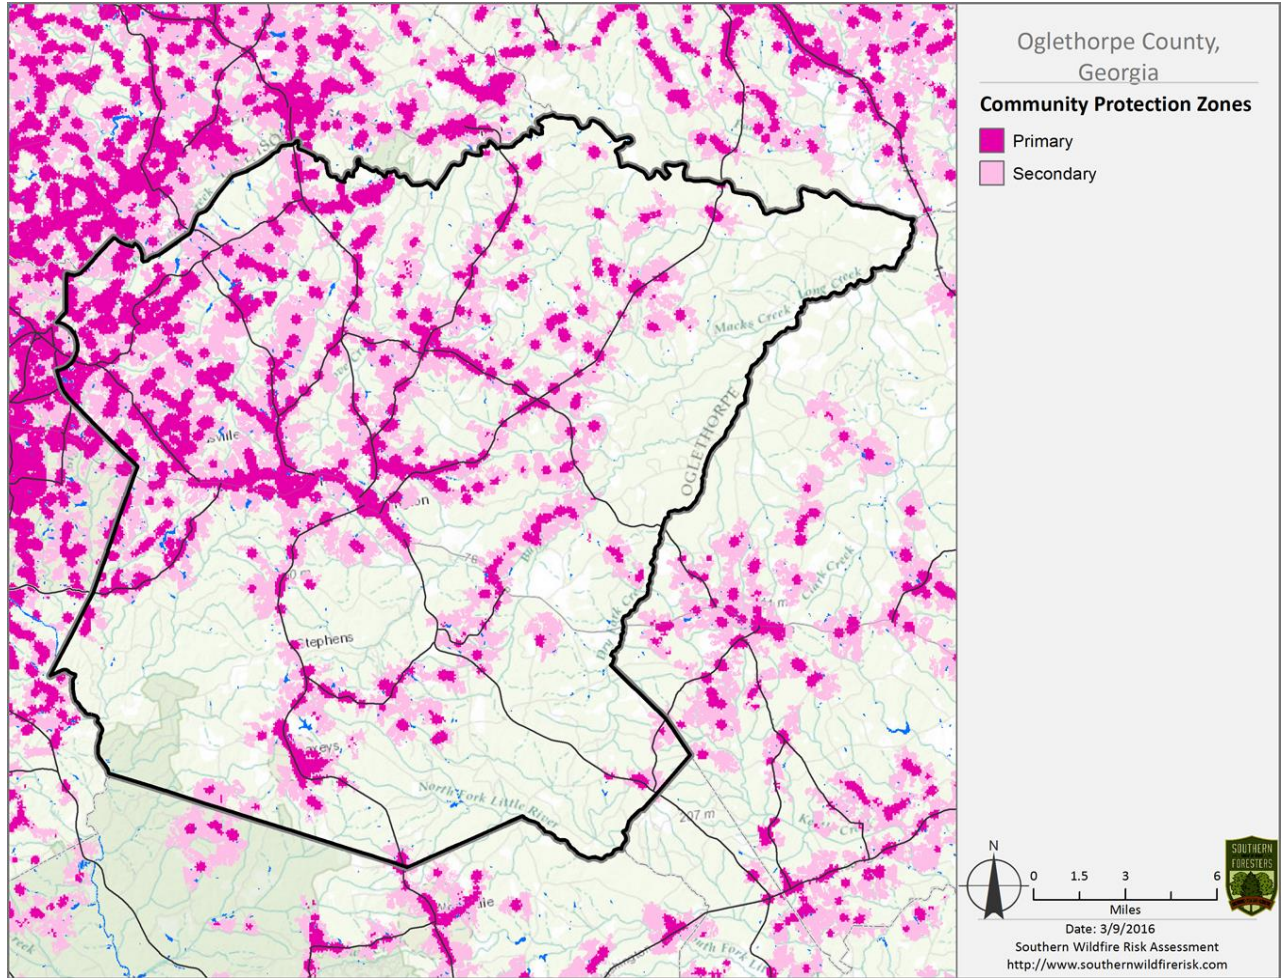 Oglethorpe County,
Georgia
Community Protection Zones
Primary
Secondary
Macks Creek
Long Creek
OGLETHORPE
Clark Creek
76
Stephens
North Fork Little River
207 m
N
0 1.5 3 6
Miles
SOUTHERN
FORESTERS
Date: 3/9/2016
Southern Wildfire Risk Assessment
http://www.southernwildfirerisk.com